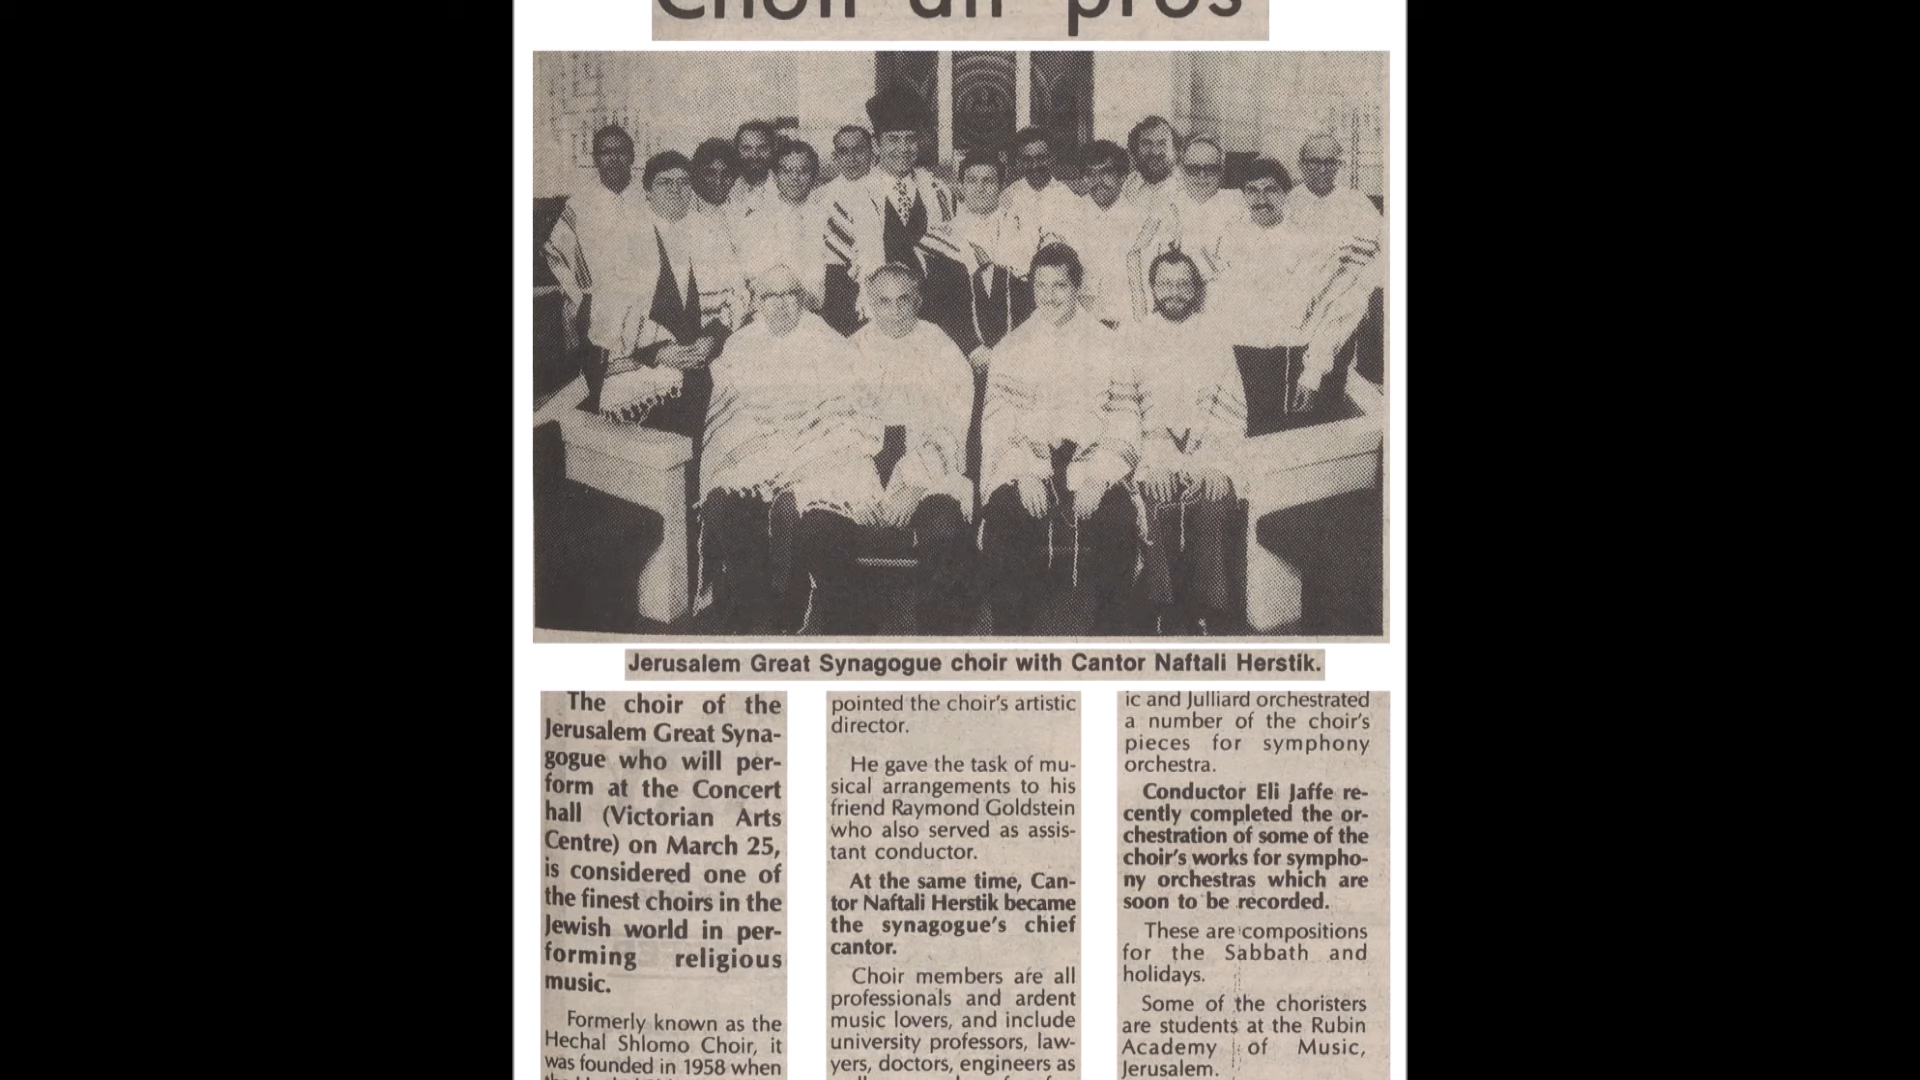 Choir all pros
Jerusalem Great Synagogue choir with Cantor Naftali Herstik.
The choir of the
Jerusalem Great Syna-
gogue who will per-
form at the Concert
hall (Victorian Arts
Centre) on March 25,
is considered one of
the finest choirs in the
Jewish world in per-
forming religious
music.
Formerly known as the
Hechal Shlomo Choir, it
was founded in 1958 when
pointed the choir's artistic
director.
He gave the task of mu-
sical arrangements to his
friend Raymond Goldstein
who also served as assis-
tant conductor.
At the same time, Can-
tor Naftali Herstik became
the synagogue's chief
cantor.
Choir members are all
professionals and ardent
music lovers, and include
university professors, law-
yers, doctors, engineers as
ic and Julliard orchestrated
a number of the choir's
pieces for symphony
orchestra.
Conductor Eli Jaffe re-
cently completed the or-
chestration of some of the
choir's works for sympho-
ny orchestras which are
soon to be recorded.
These are compositions
for the Sabbath and
holidays.
Some of the choristers
are students at the Rubin
Academy of Music,
Jerusalem.